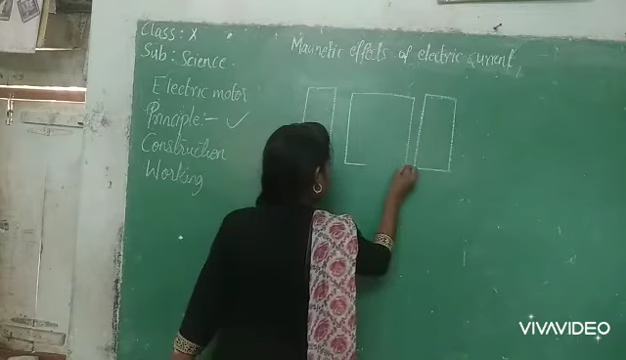 Class : X
Sub : Science.
Magnetic effects of electric current
Electric motor
Principle :- ✓
Construction
Working
VIVAVIDEO